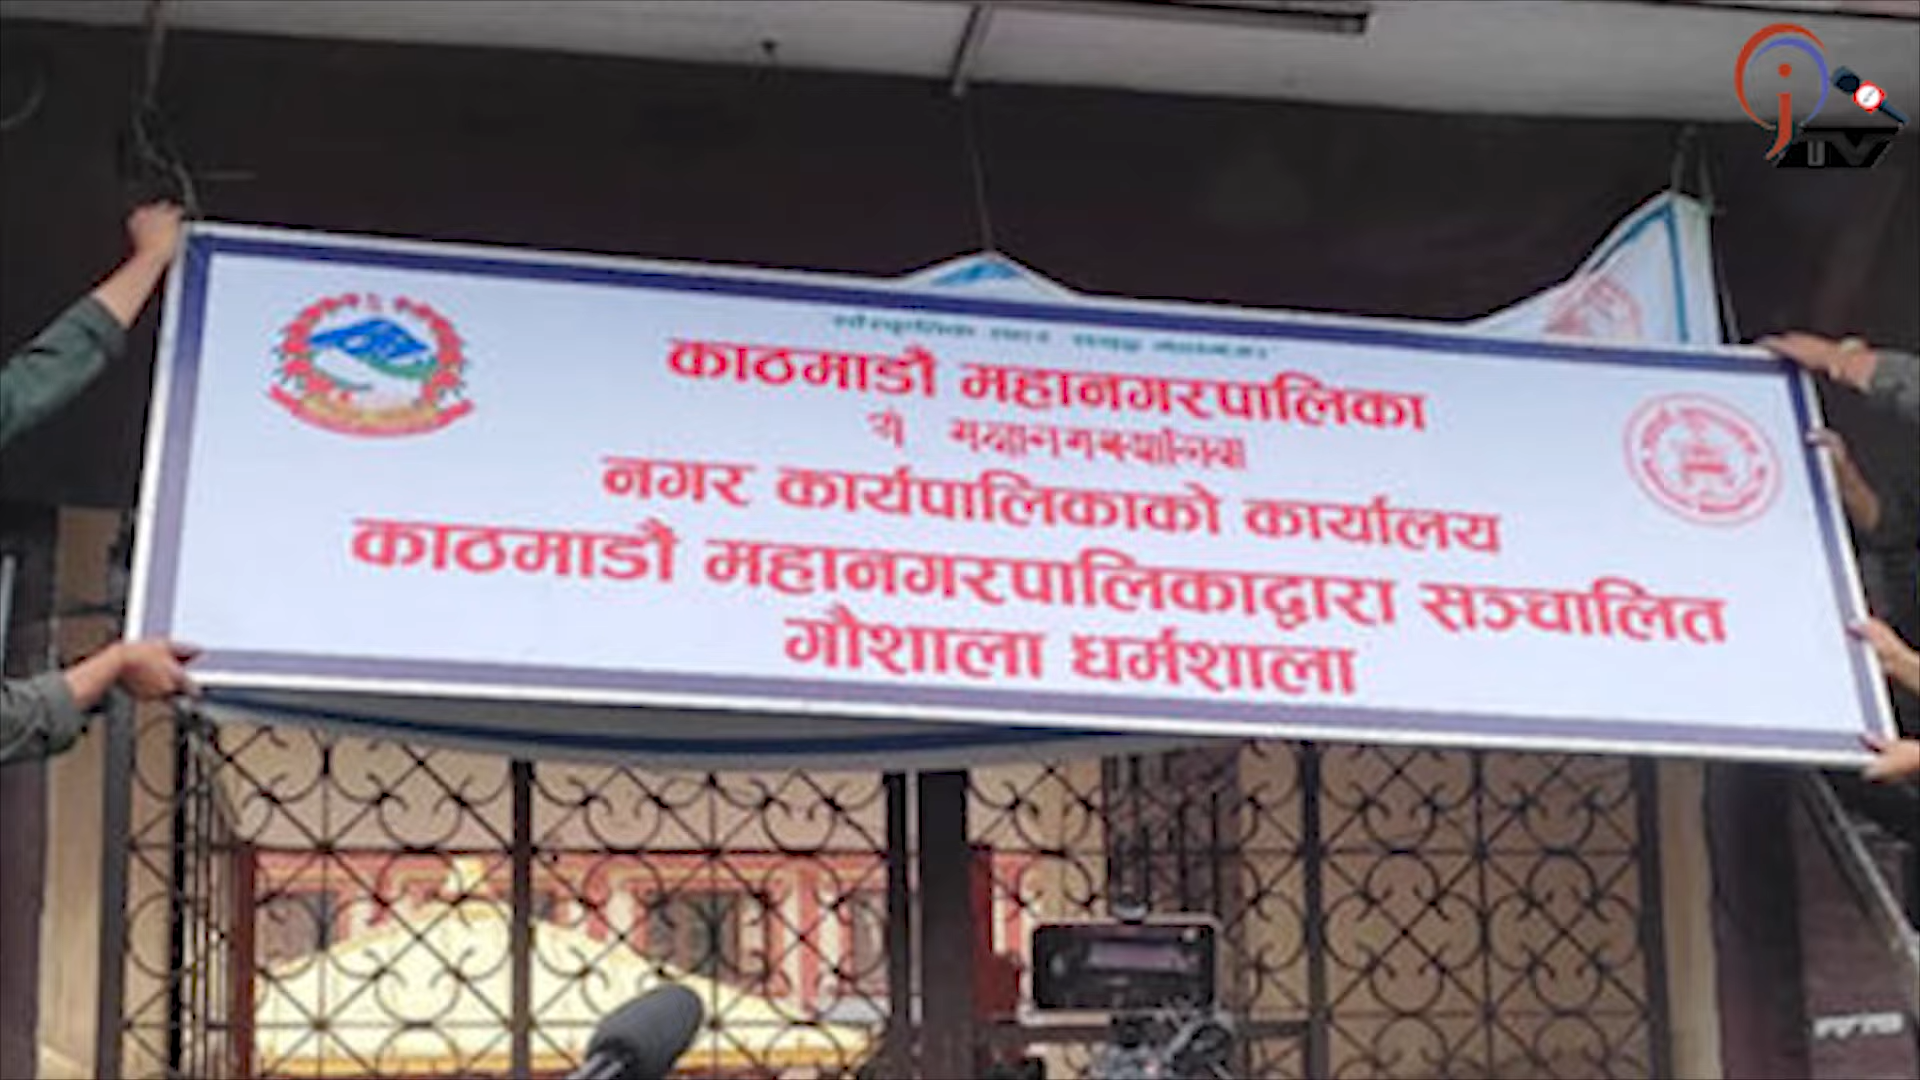 काठमाडौं महानगरपालिका
नगर कार्यपालिकाको कार्यालय
काठमाडौं महानगरपालिकाद्वारा सञ्चालित
गौशाला धर्मशाला